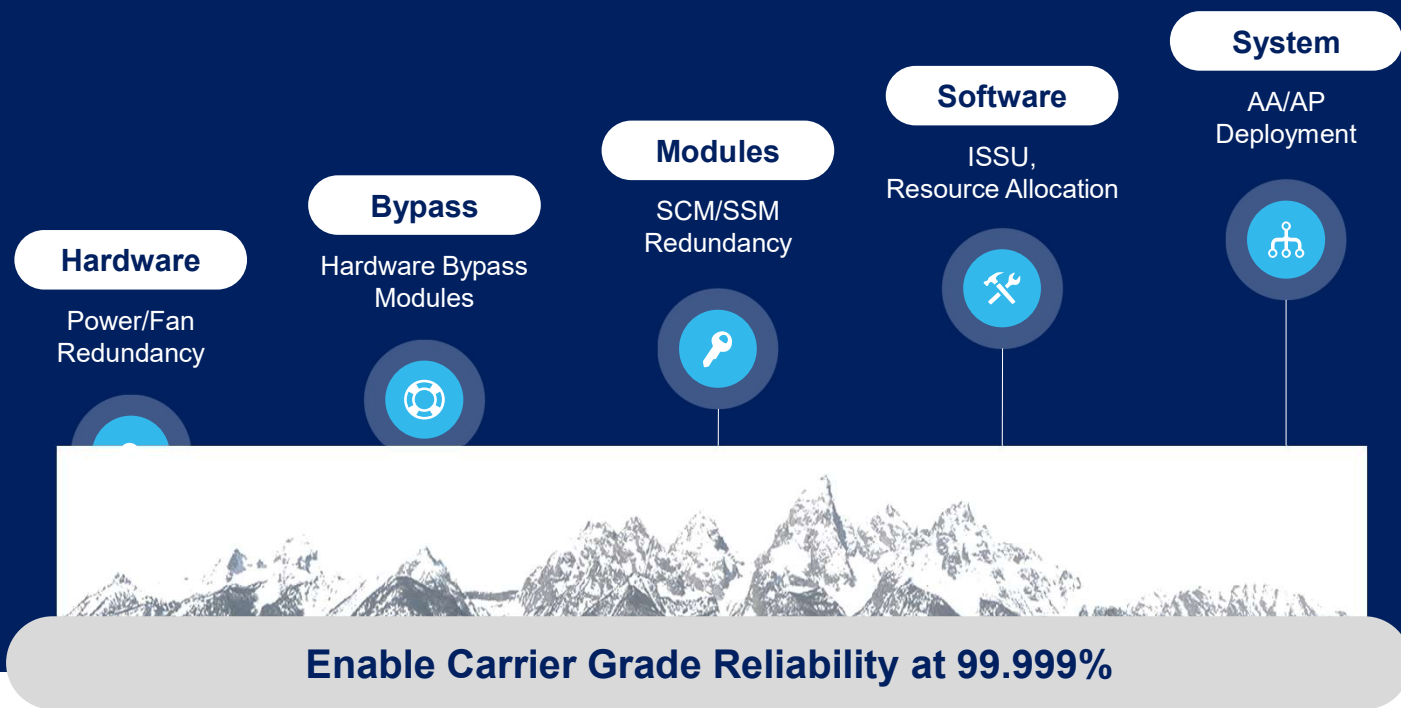 Hardware
Power/Fan
Redundancy
Bypass
Hardware Bypass
Modules
Modules
SCM/SSM
Redundancy
Software
ISSU,
Resource Allocation
System
AA/AP
Deployment
Enable Carrier Grade Reliability at 99.999%